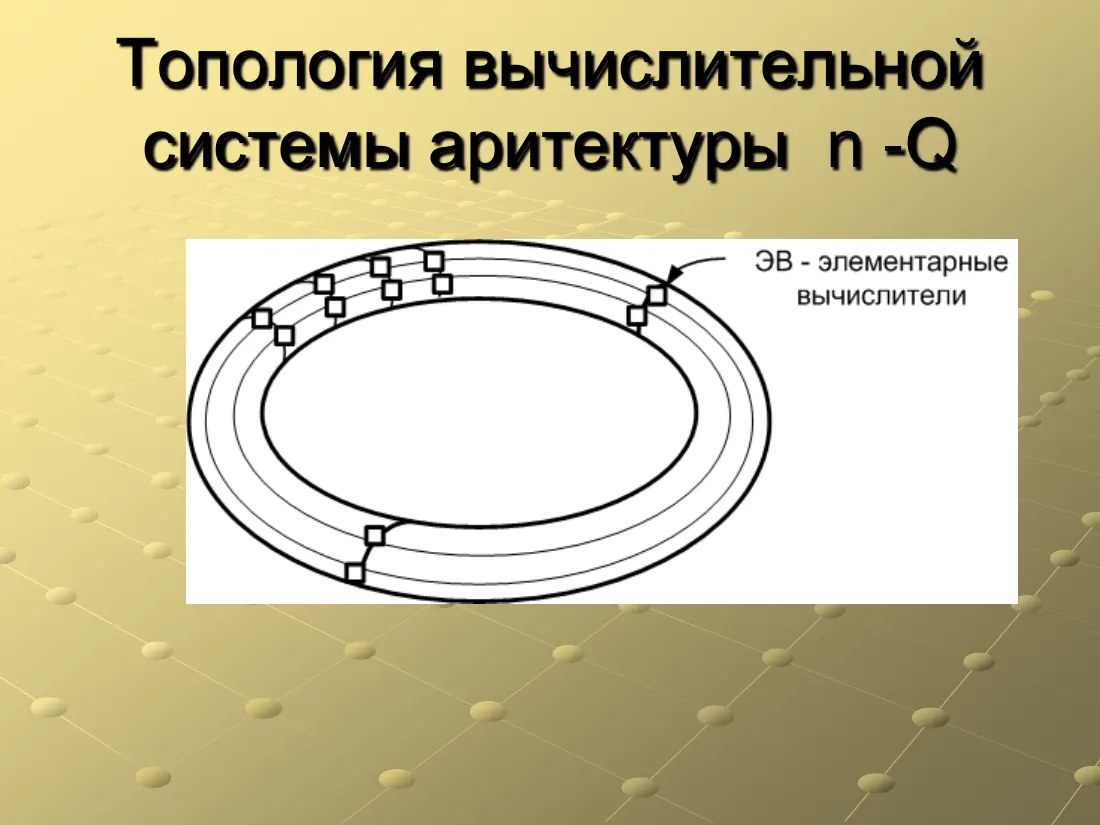 Топология вычислительной
системы аритектуры n -Q
ЭВ - элементарные
вычислители